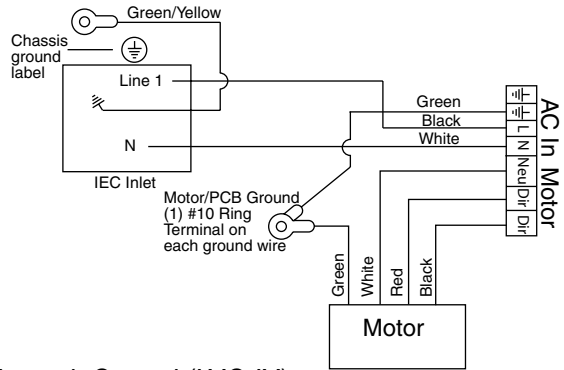 Green/Yellow
Chassis
ground
label
Line 1
N
IEC Inlet
Green
Black
White
L
N
Neu
Dir
Dir
AC In Motor
Motor/PCB Ground
(1) #10 Ring
Terminal on
each ground wire
Green
White
Red
Black
Motor